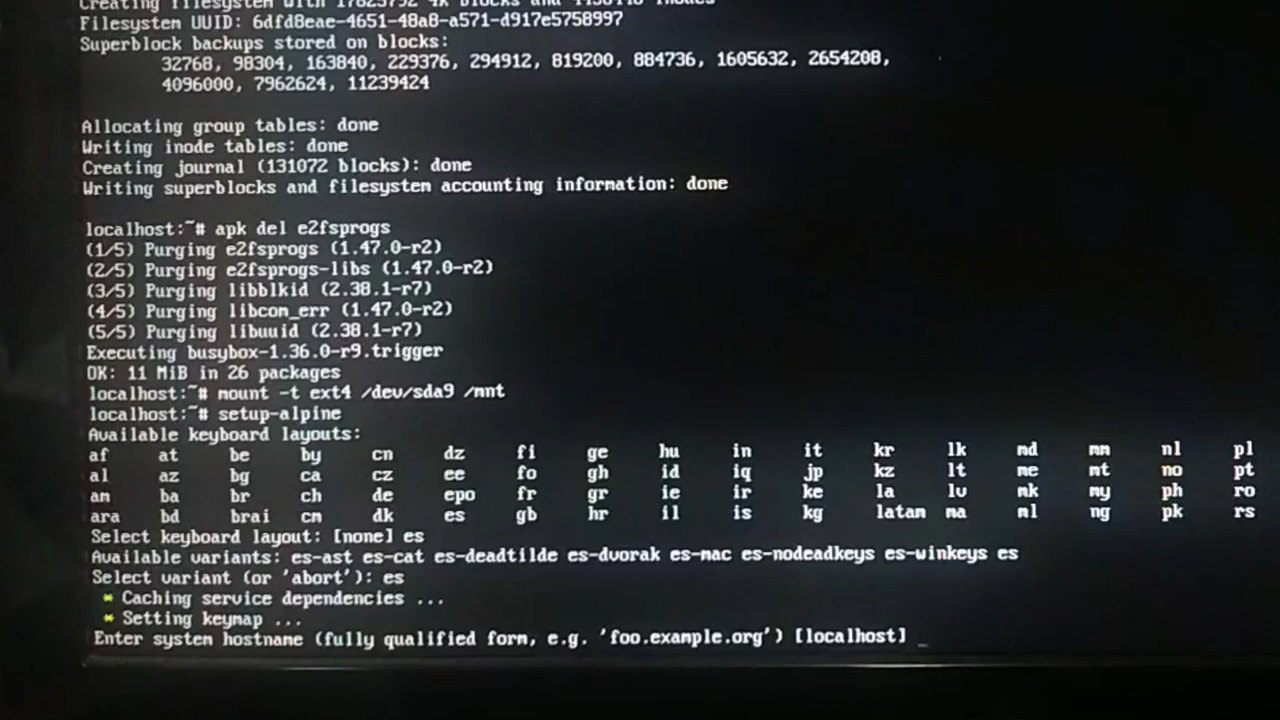 Creating filesystem with 17825792 4k blocks and inodes
Filesystem UUID: 6dfd8eae-4651-48a8-a571-d917e5758997
Superblock backups stored on blocks:
32768, 98304, 163840, 229376, 294912, 819200, 884736, 1605632, 2654208,
4096000, 7962624, 11239424
Allocating group tables: done
Writing inode tables: done
Creating journal (131072 blocks): done
Writing superblocks and filesystem accounting information: done
localhost:~# apk del e2fsprogs
(1/5) Purging e2fsprogs (1.47.0-r2)
(2/5) Purging e2fsprogs-libs (1.47.0-r2)
(3/5) Purging libblkid (2.38.1-r7)
(4/5) Purging libcom_err (1.47.0-r2)
(5/5) Purging libuuid (2.38.1-r7)
Executing busybox-1.36.0-r9.trigger
OK: 11 MiB in 26 packages
localhost:~# mount -t ext4 /dev/sda9 /mnt
localhost:~# setup-alpine
Available keyboard layouts:
af at be by cn dz fi ge hu in it kr lk md mm nl pl
al az bg ca cz ee fo gh id iq jp kz lt me mt no pt
am ba br ch de epo fr gr ie ir ke la lv mk my ph ro
ara bd brai cm dk es gb hr il is kg latam ma ml ng pk rs
Select keyboard layout: [none] es
Available variants: es-ast es-cat es-deadtilde es-dvorak es-mac es-nodeadkeys es-winkeys es
Select variant (or 'abort'): es
* Caching service dependencies ...
* Setting keymap ...
Enter system hostname (fully qualified form, e.g. 'foo.example.org') [localhost] _